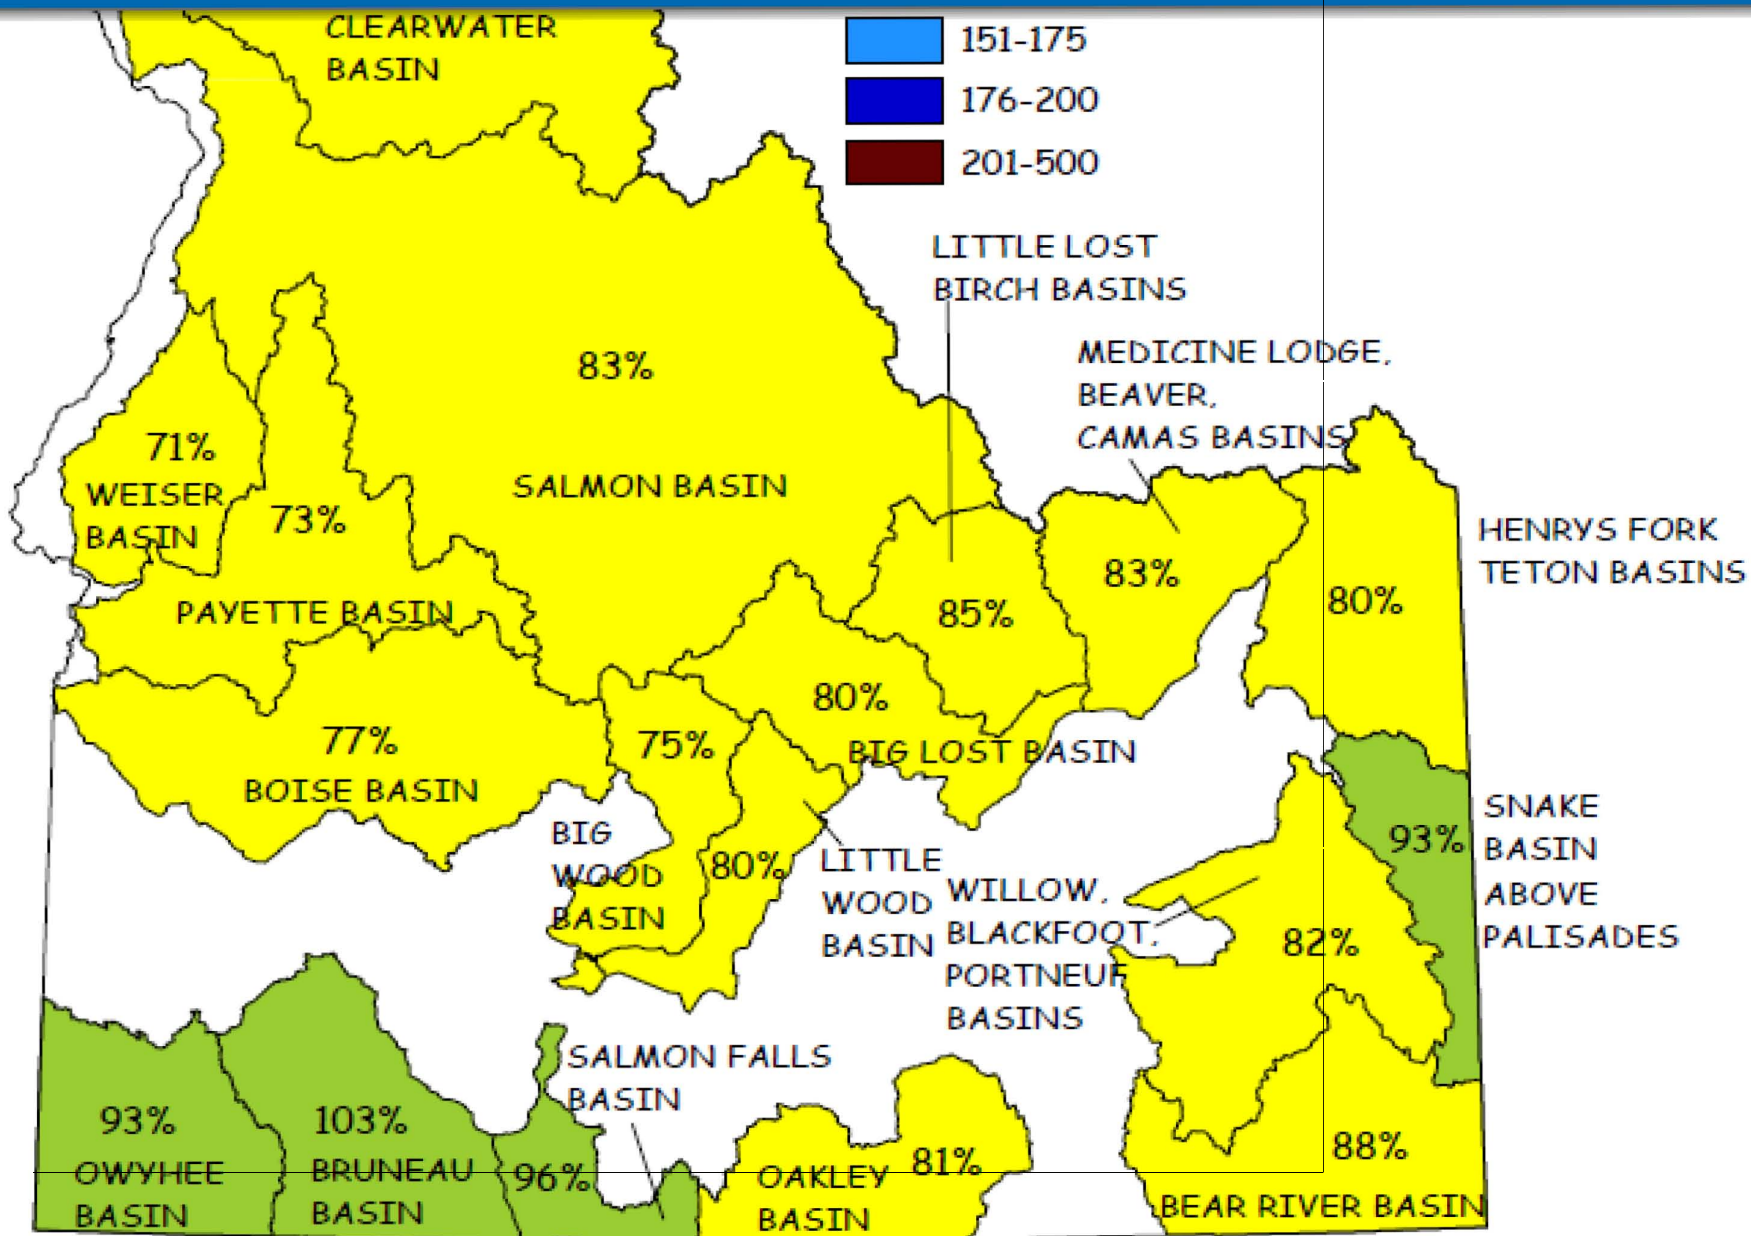 CLEARWATER
BASIN
151-175
176-200
201-500
LITTLE LOST
BIRCH BASINS
MEDICINE LODGE,
BEAVER,
CAMAS BASINS
83%
71%
WEISER
BASIN
73%
SALMON BASIN
HENRYS FORK
TETON BASINS
83%
80%
85%
PAYETTE BASIN
80%
77%
BOISE BASIN
75%
BIG LOST BASIN
SNAKE
BASIN
ABOVE
PALISADES
93%
BIG
WOOD
BASIN
80%
LITTLE
WOOD
BASIN
WILLOW,
BLACKFOOT,
PORTNEUF
BASINS
82%
SALMON FALLS
BASIN
93%
OWYHEE
BASIN
103%
BRUNEAU
BASIN
96%
OAKLEY
BASIN
81%
88%
BEAR RIVER BASIN